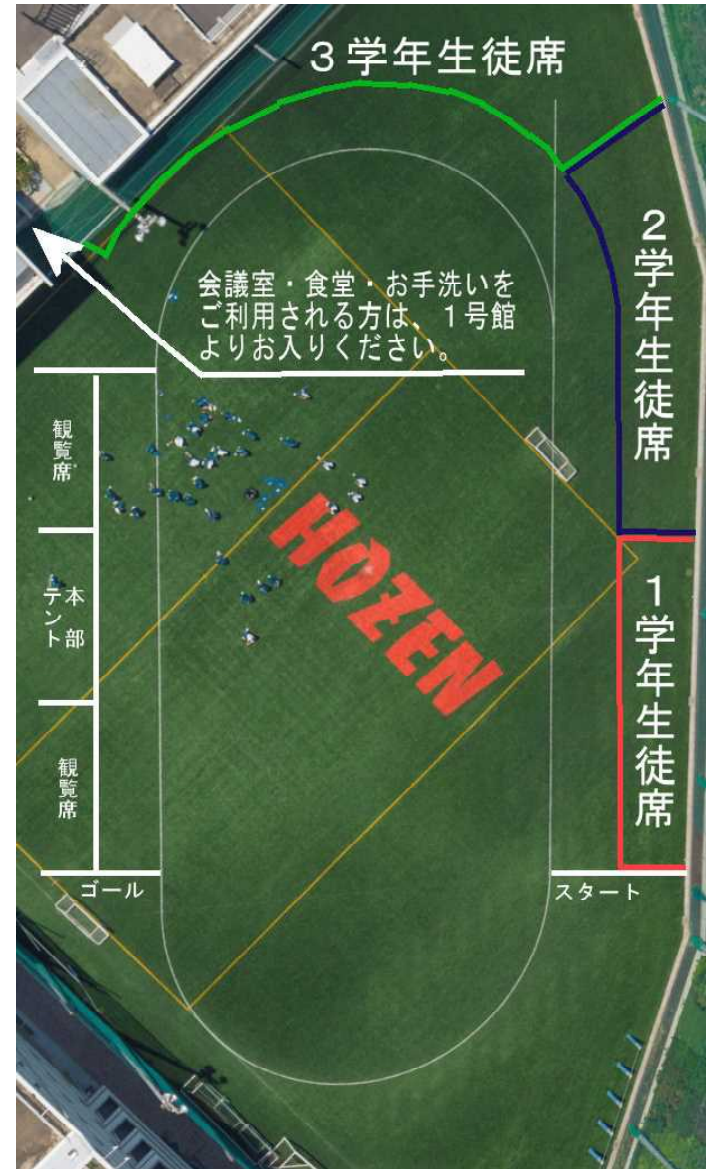 3学年生徒席
2学年生徒席
会議室・食堂・お手洗いを
ご利用される方は、1号館
よりお入りください。
観覧席
HOZEN
本部
テント
1学年生徒席
観覧席
ゴール
スタート